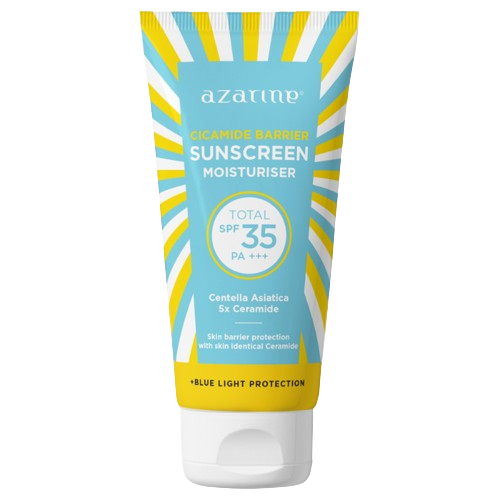 azarine®
CICAMIDE BARRIER
SUNSCREEN
MOISTURISER
TOTAL
SPF 35
PA +++
Centella Asiatica
5x Ceramide
Skin barrier protection
with skin identical Ceramide
+BLUE LIGHT PROTECTION